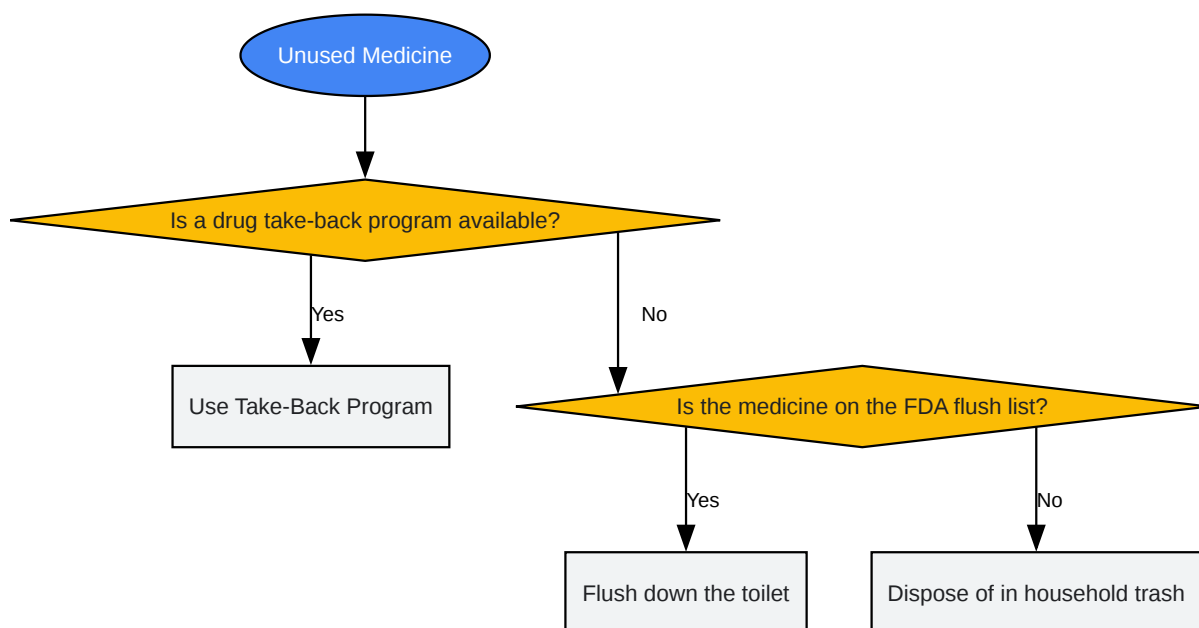 Unused Medicine
Is a drug take-back program available?
Yes
No
Use Take-Back Program
Is the medicine on the FDA flush list?
Yes
No
Flush down the toilet
Dispose of in household trash